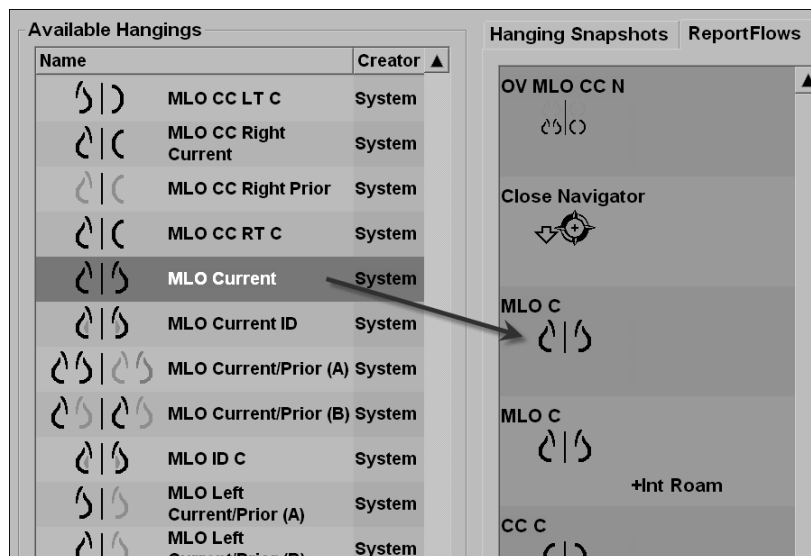 Available Hangings
Name Creator
MLO CC LT C System
MLO CC Right
Current System
MLO CC Right Prior System
MLO CC RT C System
MLO Current System
MLO Current ID System
MLO Current/Prior (A) System
MLO Current/Prior (B) System
MLO ID C System
MLO Left
Current/Prior (A) System
MLO Left
Current/Prior (B) System
Hanging Snapshots ReportFlows
OV MLO CC N
Close Navigator
MLO C
MLO C
+Int Roam
CC C